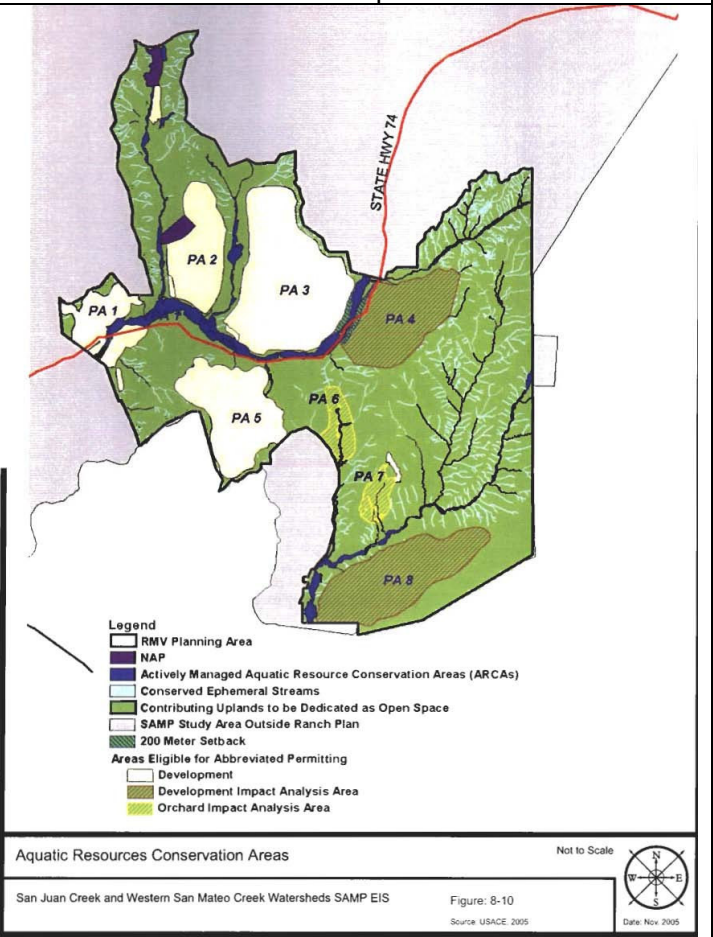 STATE HWY 74
PA 2
PA 3
PA 1
PA 4
PA 6
PA 5
PA 7
PA 8
Legend
RMV Planning Area
NAP
Actively Managed Aquatic Resource Conservation Areas (ARCAs)
Conserved Ephemeral Streams
Contributing Uplands to be Dedicated as Open Space
SAMP Study Area Outside Ranch Plan
200 Meter Setback
Areas Eligible for Abbreviated Permitting
Development
Development Impact Analysis Area
Orchard Impact Analysis Area
Aquatic Resources Conservation Areas
Not to Scale
N
W E
S
San Juan Creek and Western San Mateo Creek Watersheds SAMP EIS
Figure: 8-10
Source: USACE, 2005
Date: Nov. 2005